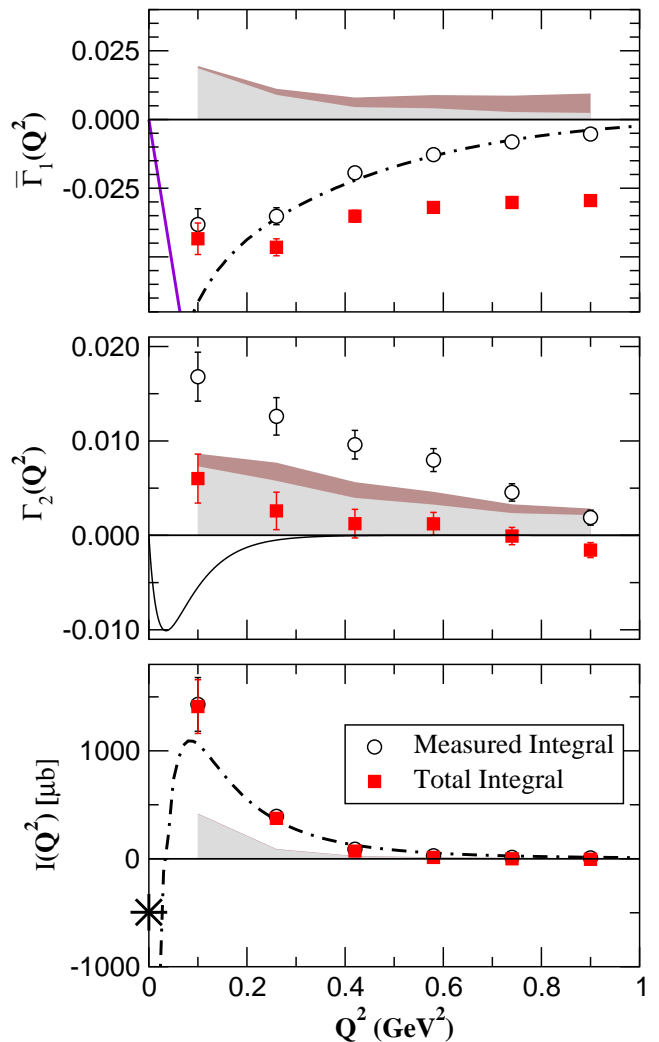 0.025
0.000
-0.025
Γ̿₁(Q²)
0.020
0.010
0.000
-0.010
Γ₂(Q²)
1000
0
-1000
I(Q²) [μb]
Measured Integral
Total Integral
0 0.2 0.4 0.6 0.8 1
Q² (GeV²)